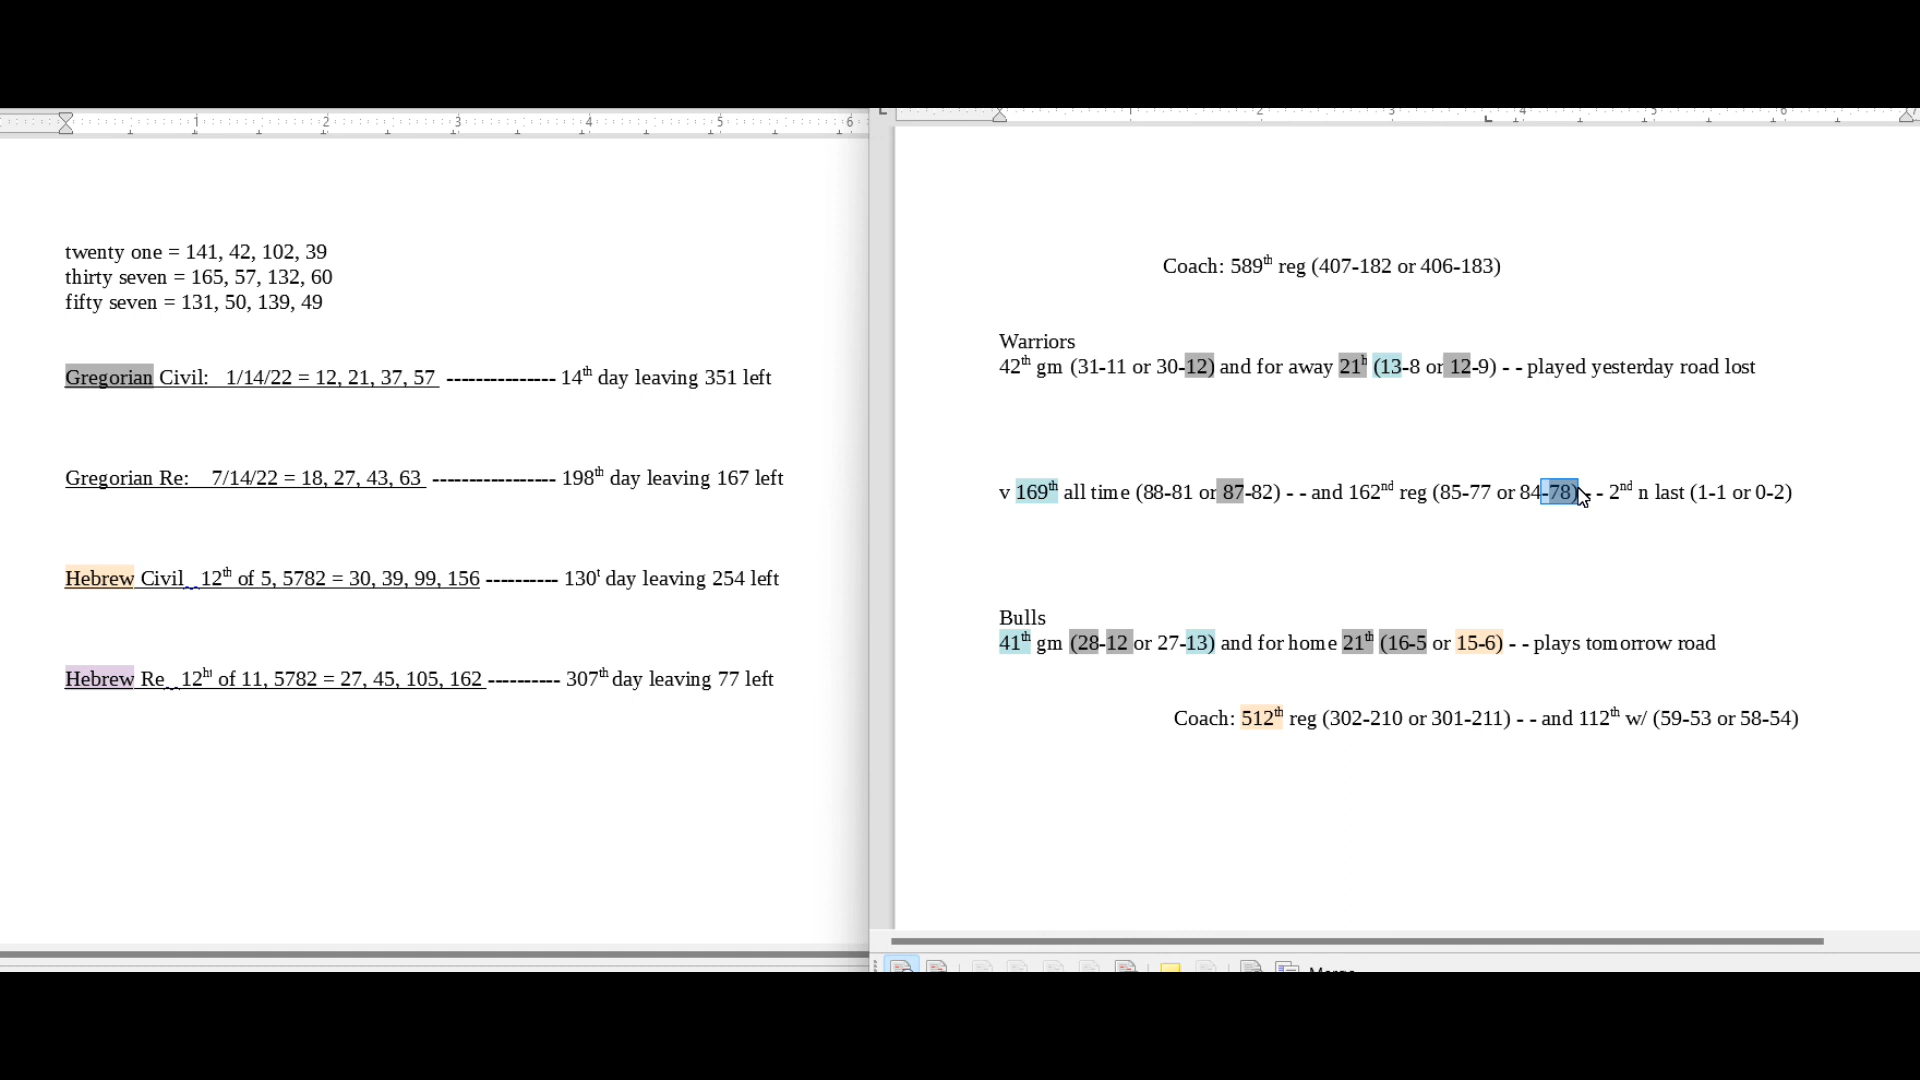 twenty one = 141, 42, 102, 39
thirty seven = 165, 57, 132, 60
fifty seven = 131, 50, 139, 49
Gregorian Civil: 1/14/22 = 12, 21, 37, 57 --------------- 14th day leaving 351 left
Gregorian Re: 7/14/22 = 18, 27, 43, 63 ----------------- 198th day leaving 167 left
Hebrew Civil 12th of 5, 5782 = 30, 39, 99, 156 ---------- 130t day leaving 254 left
Hebrew Re 12ht of 11, 5782 = 27, 45, 105, 162 ---------- 307th day leaving 77 left
1 2 3 4 5 6
Coach: 589th reg (407-182 or 406-183)
Warriors
42th gm (31-11 or 30-12) and for away 21h (13-8 or 12-9) - - played yesterday road lost
v 169th all time (88-81 or 87-82) - - and 162nd reg (85-77 or 84-78) - - 2nd n last (1-1 or 0-2)
Bulls
41th gm (28-12 or 27-13) and for home 21th (16-5 or 15-6) - - plays tomorrow road
Coach: 512th reg (302-210 or 301-211) - - and 112th w/ (59-53 or 58-54)